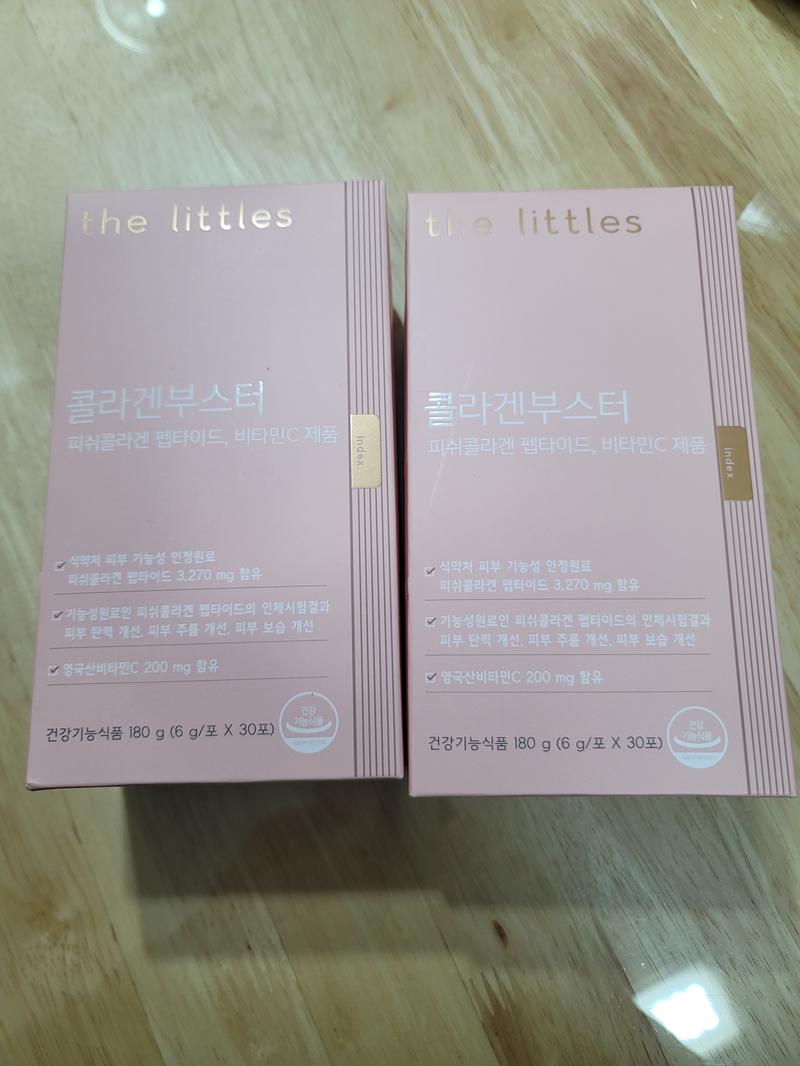 the littles
콜라겐부스터
피쉬콜라겐 펩타이드, 비타민C 제품
index
식약처 피부 기능성 인정원료
피쉬콜라겐 펩타이드 3,270 mg 함유
기능성원료인 피쉬콜라겐 펩타이드의 인체시험결과
피부 탄력 개선, 피부 주름 개선, 피부 보습 개선
영국산비타민C 200 mg 함유
건강기능식품 180 g (6 g/포 X 30포)
건강
기능식품
the littles
콜라겐부스터
피쉬콜라겐 펩타이드, 비타민C 제품
index
식약처 피부 기능성 인정원료
피쉬콜라겐 펩타이드 3,270 mg 함유
기능성원료인 피쉬콜라겐 펩타이드의 인체시험결과
피부 탄력 개선, 피부 주름 개선, 피부 보습 개선
영국산비타민C 200 mg 함유
건강기능식품 180 g (6 g/포 X 30포)
건강
기능식품